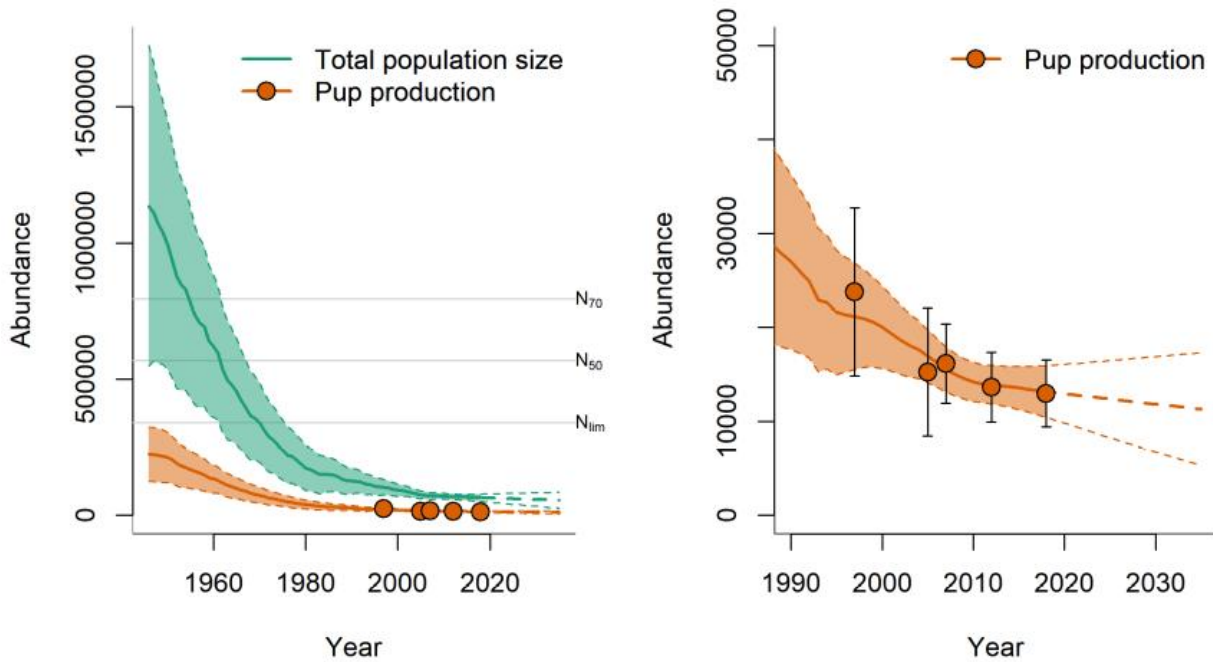 Total population size
Pup production
Abundance
1500000
1000000
500000
0
N70
N50
Nlim
1960
1980
2000
2020
Year
Pup production
Abundance
50000
30000
10000
0
1990
2000
2010
2020
2030
Year